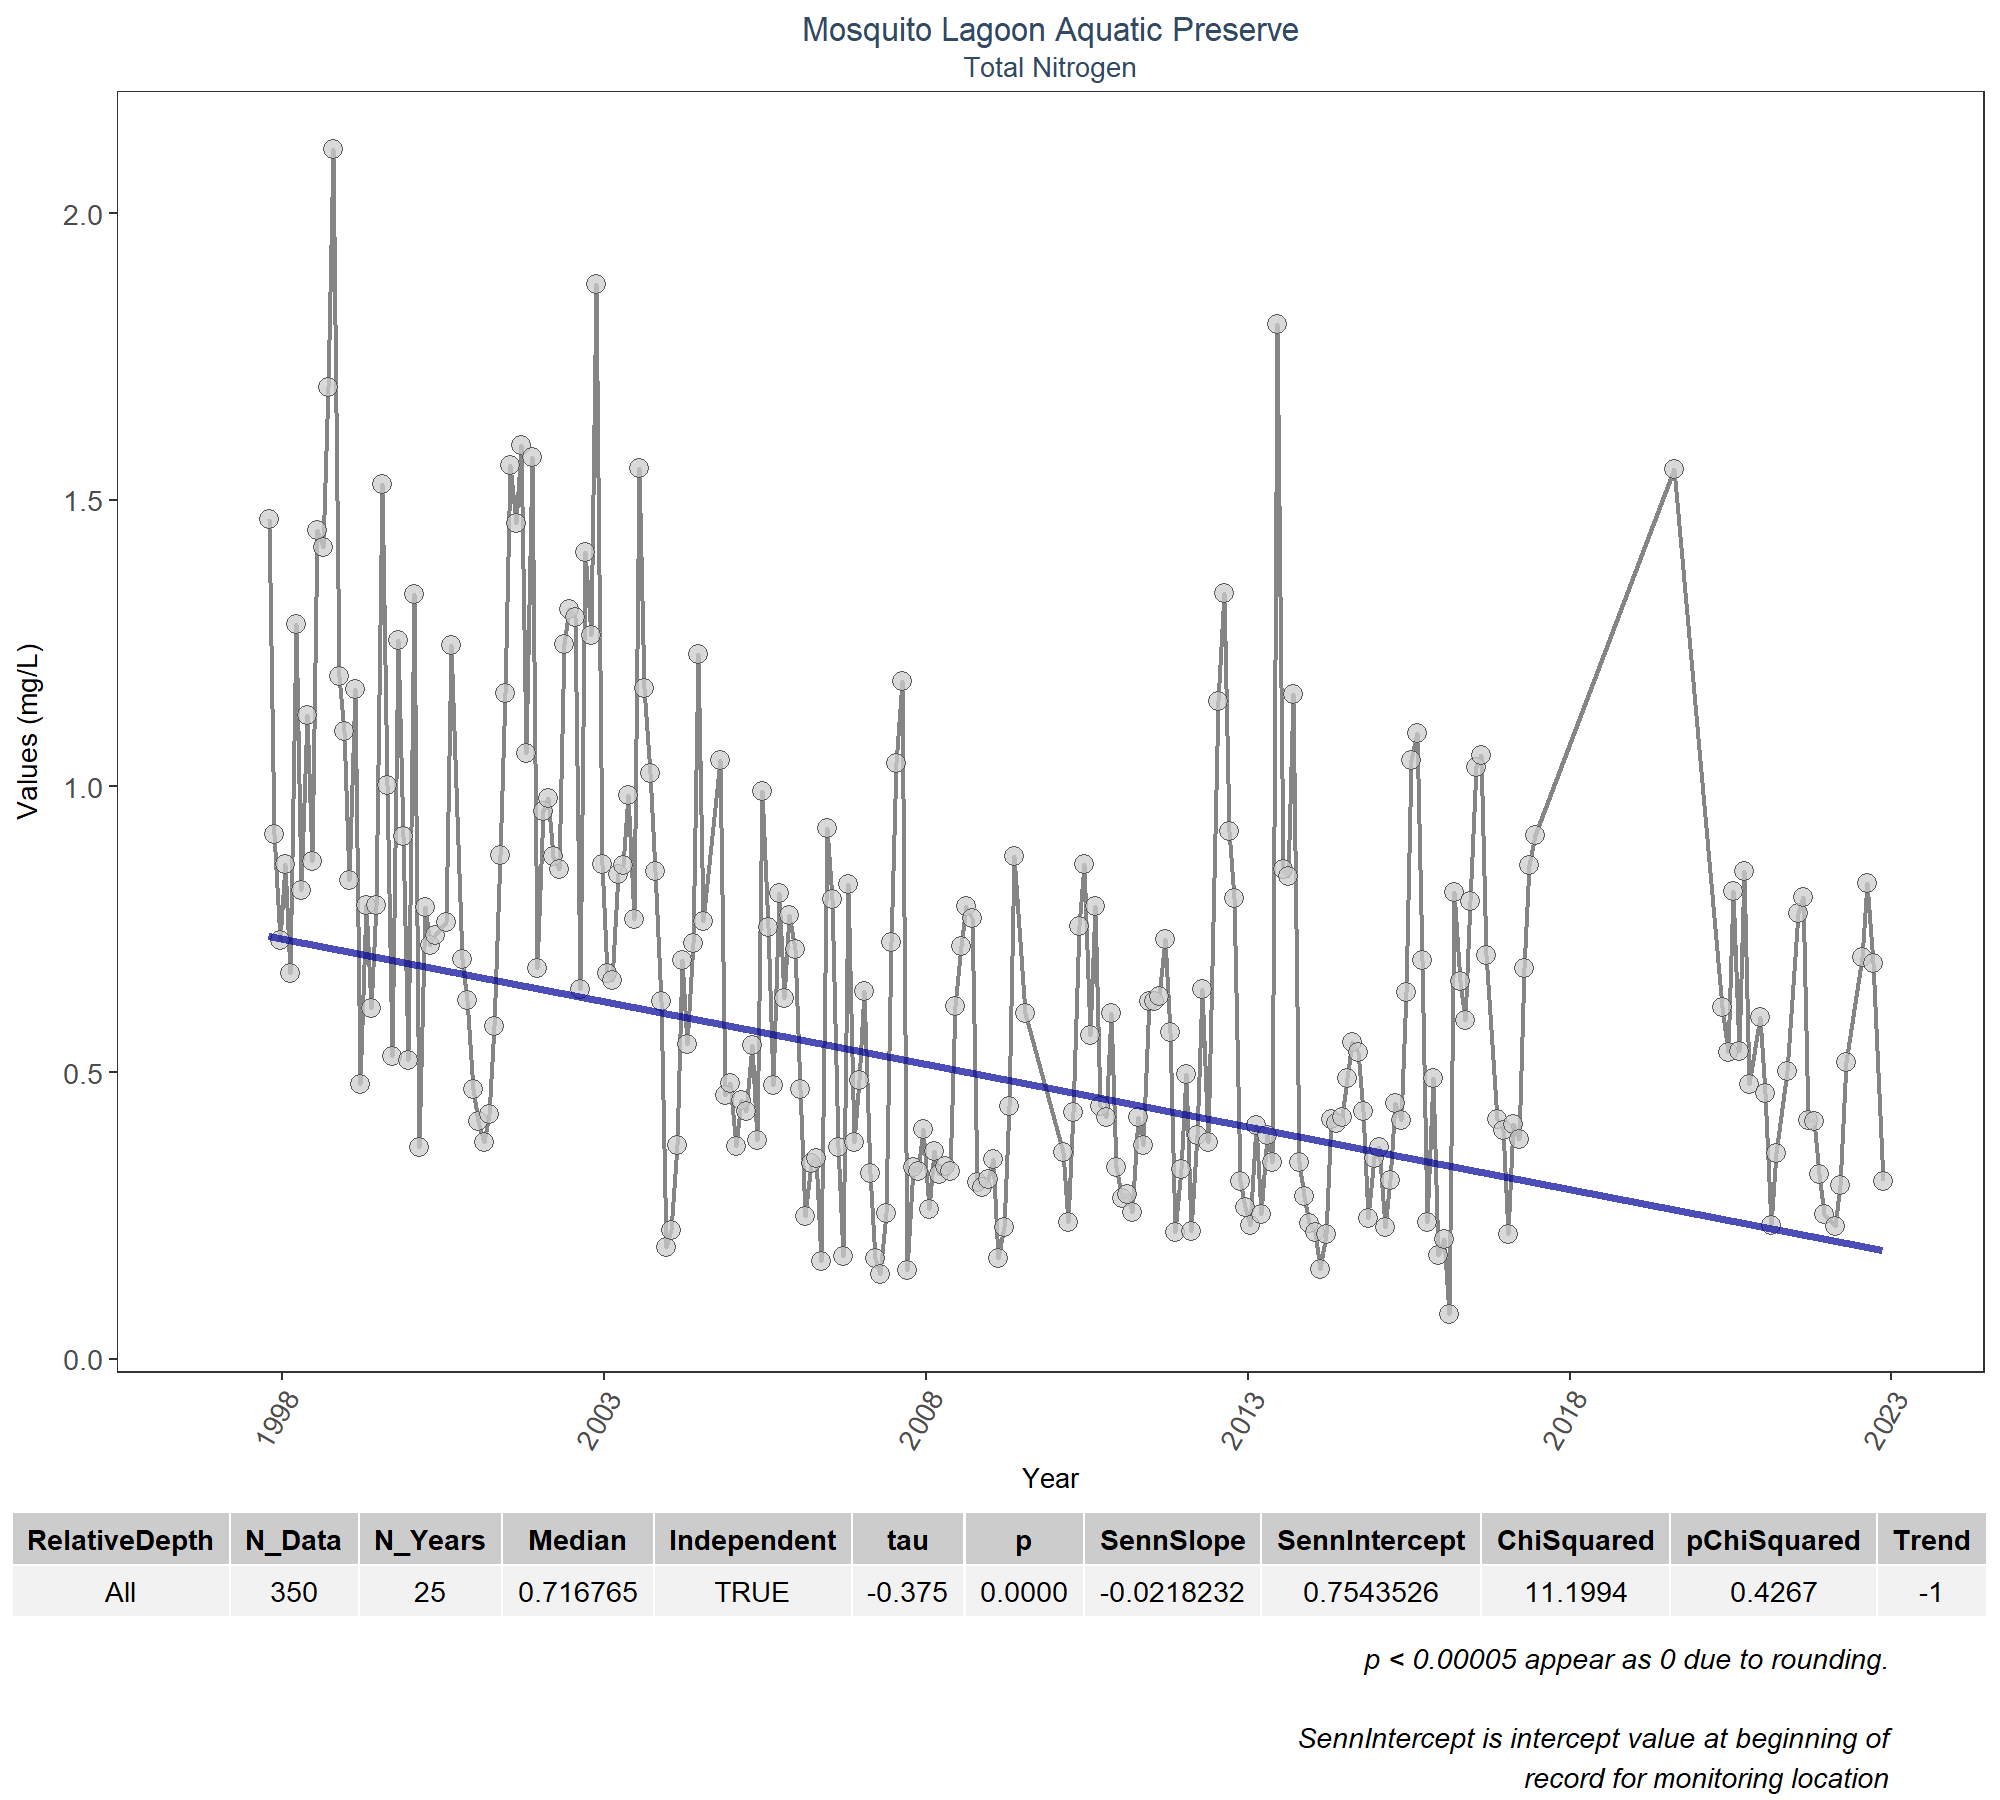 Mosquito Lagoon Aquatic Preserve
Total Nitrogen
Values (mg/L)
2.0
1.5
1.0
0.5
0.0
1998 2003 2008 2013 2018 2023
Year
RelativeDepth N_Data N_Years Median Independent tau p SennSlope SennIntercept ChiSquared pChiSquared Trend
All 350 25 0.716765 TRUE -0.375 0.0000 -0.0218232 0.7543526 11.1994 0.4267 -1
p < 0.00005 appear as 0 due to rounding.
SennIntercept is intercept value at beginning of
record for monitoring location